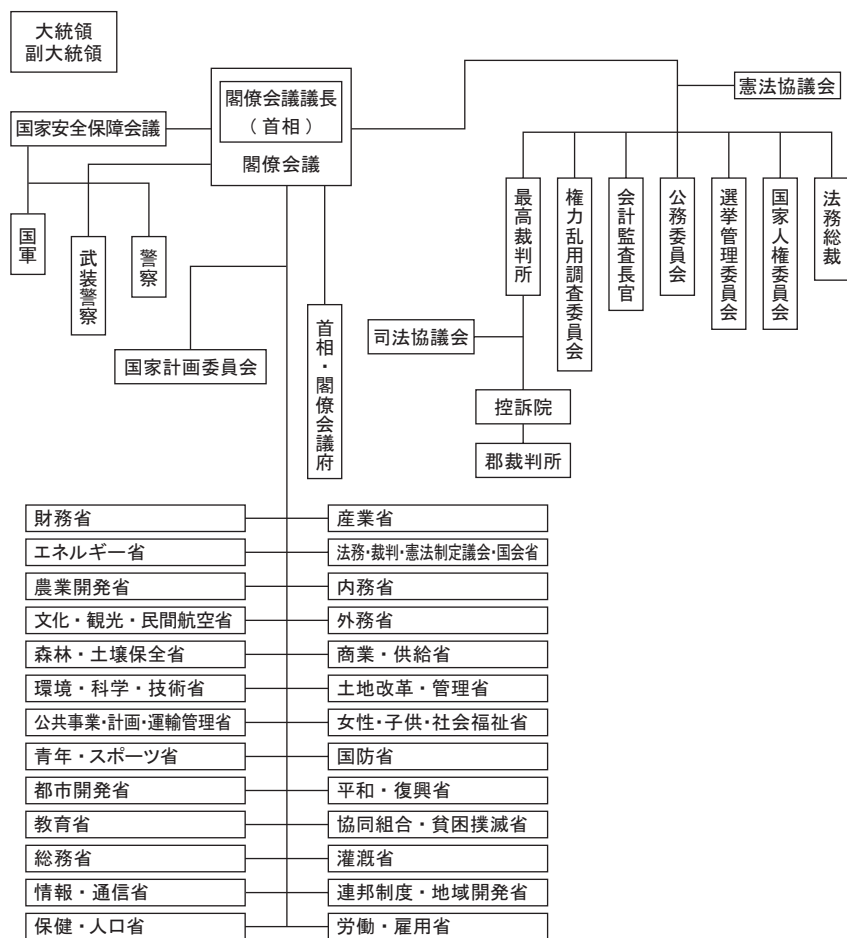 大統領
副大統領
閣僚会議議長
（首相）
閣僚会議
国家安全保障会議
憲法協議会
国軍
武装警察
警察
最高裁判所
権力乱用調査委員会
会計監査長官
公務委員会
選挙管理委員会
国家人権委員会
法務総裁
国家計画委員会
首相・閣僚会議府
司法協議会
控訴院
郡裁判所
財務省
産業省
エネルギー省
法務・裁判・憲法制定議会・国会省
農業開発省
内務省
文化・観光・民間航空省
外務省
森林・土壌保全省
商業・供給省
環境・科学・技術省
土地改革・管理省
公共事業・計画・運輸管理省
女性・子供・社会福祉省
青年・スポーツ省
国防省
都市開発省
平和・復興省
教育省
協同組合・貧困撲滅省
総務省
灌漑省
情報・通信省
連邦制度・地域開発省
保健・人口省
労働・雇用省